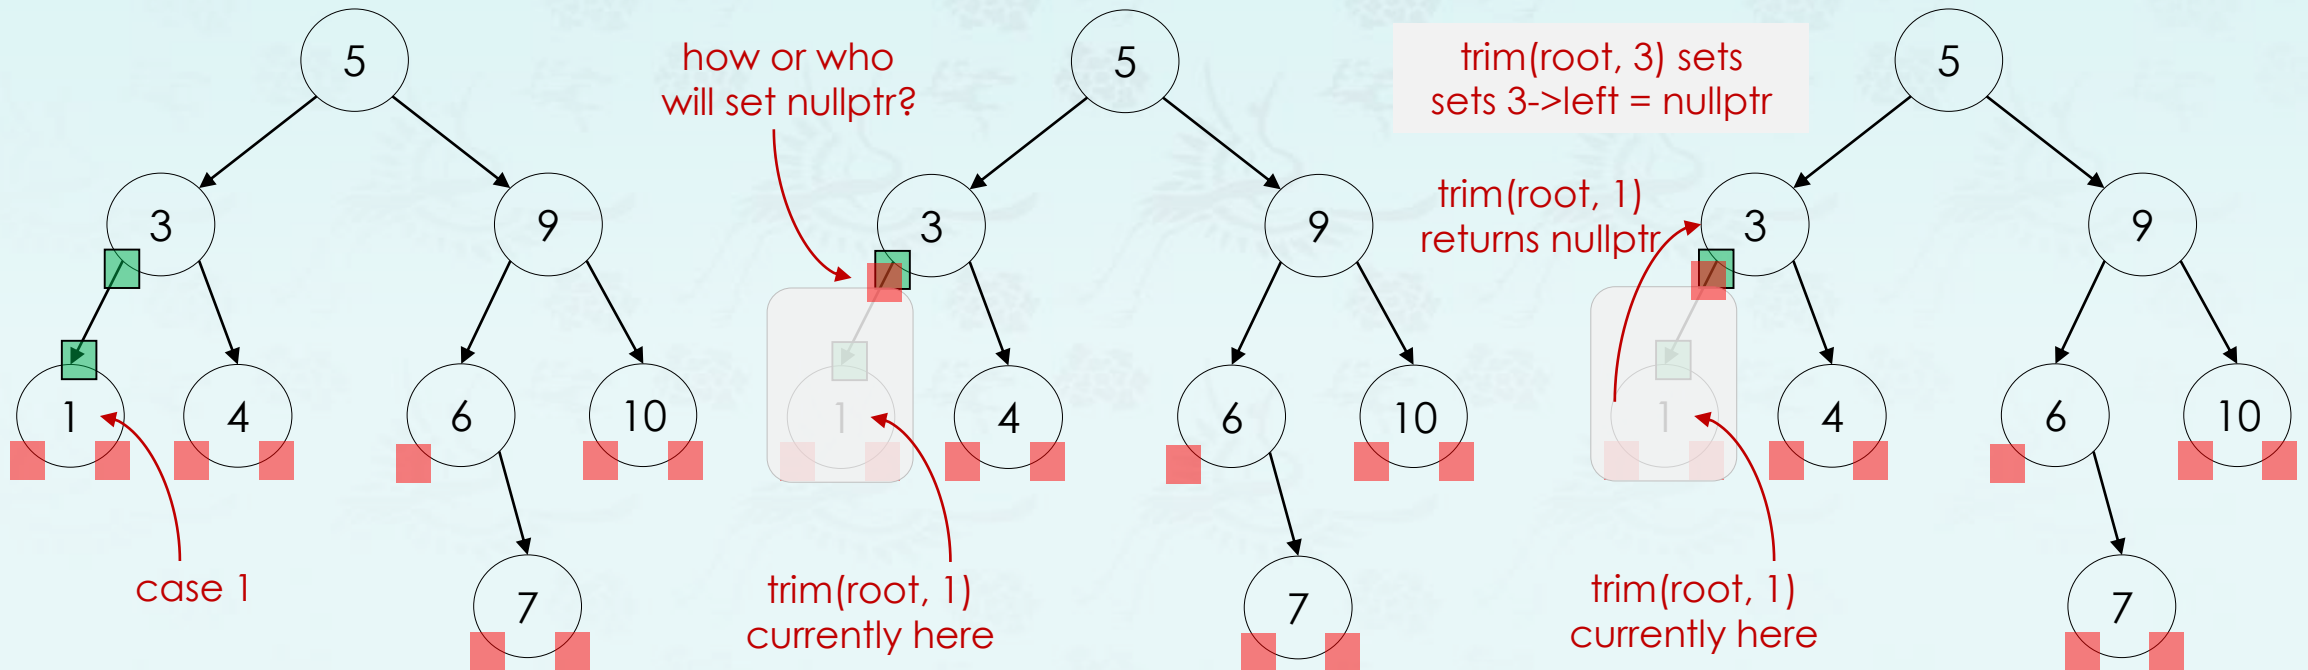 5
3
9
1
4
6
10
7
case 1
how or who
will set nullptr?
5
3
9
1
4
6
10
7
trim(root, 1)
currently here
trim(root, 3) sets
sets 3->left = nullptr
trim(root, 1)
returns nullptr
5
3
9
1
4
6
10
7
trim(root, 1)
currently here